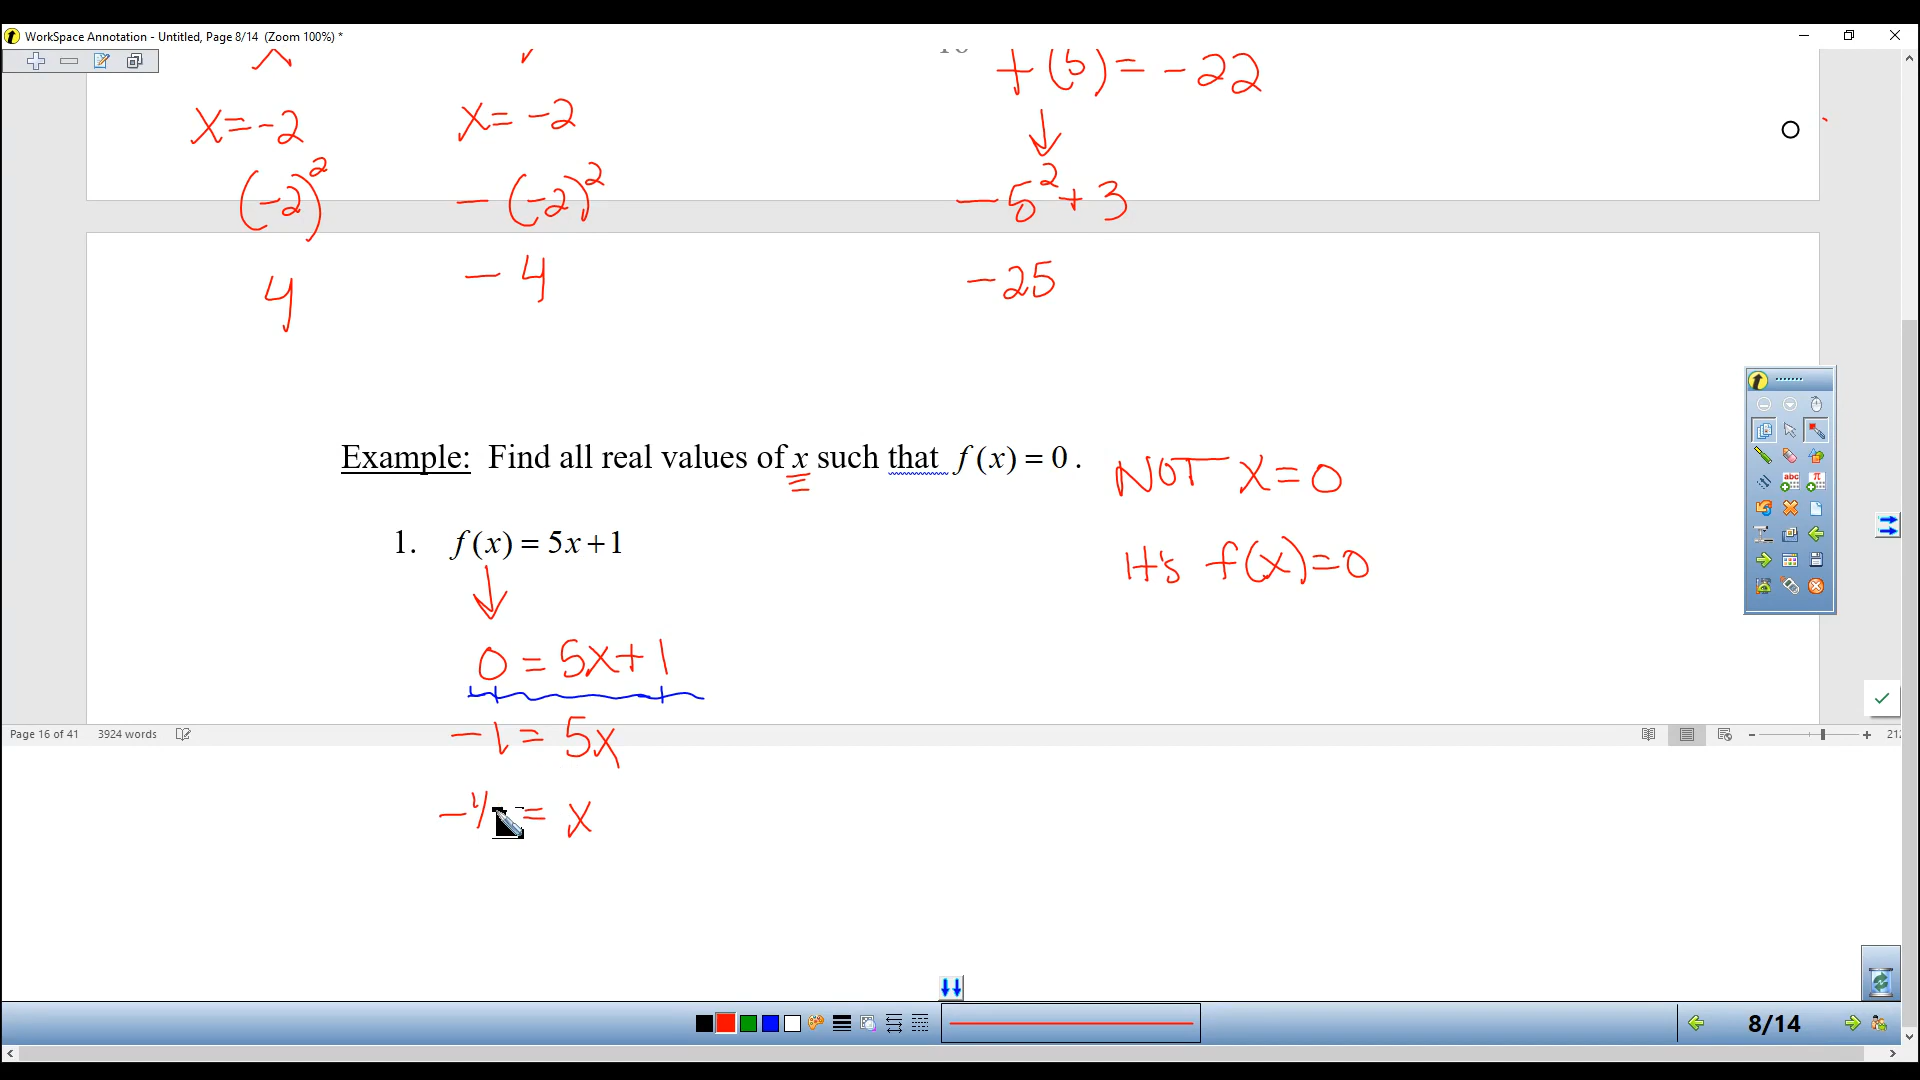 WorkSpace Annotation - Untitled, Page 8/14 (Zoom 100%) *
+ (5) = -22
x = -2
x = -2
(-2)²
- (-2)²
-5² + 3
4
- 4
-25
Example: Find all real values of x such that f(x) = 0.
NOT x = 0
1. f(x) = 5x + 1
It's f(x) = 0
0 = 5x + 1
-1 = 5x
Page 16 of 41 3924 words
= x
8/14